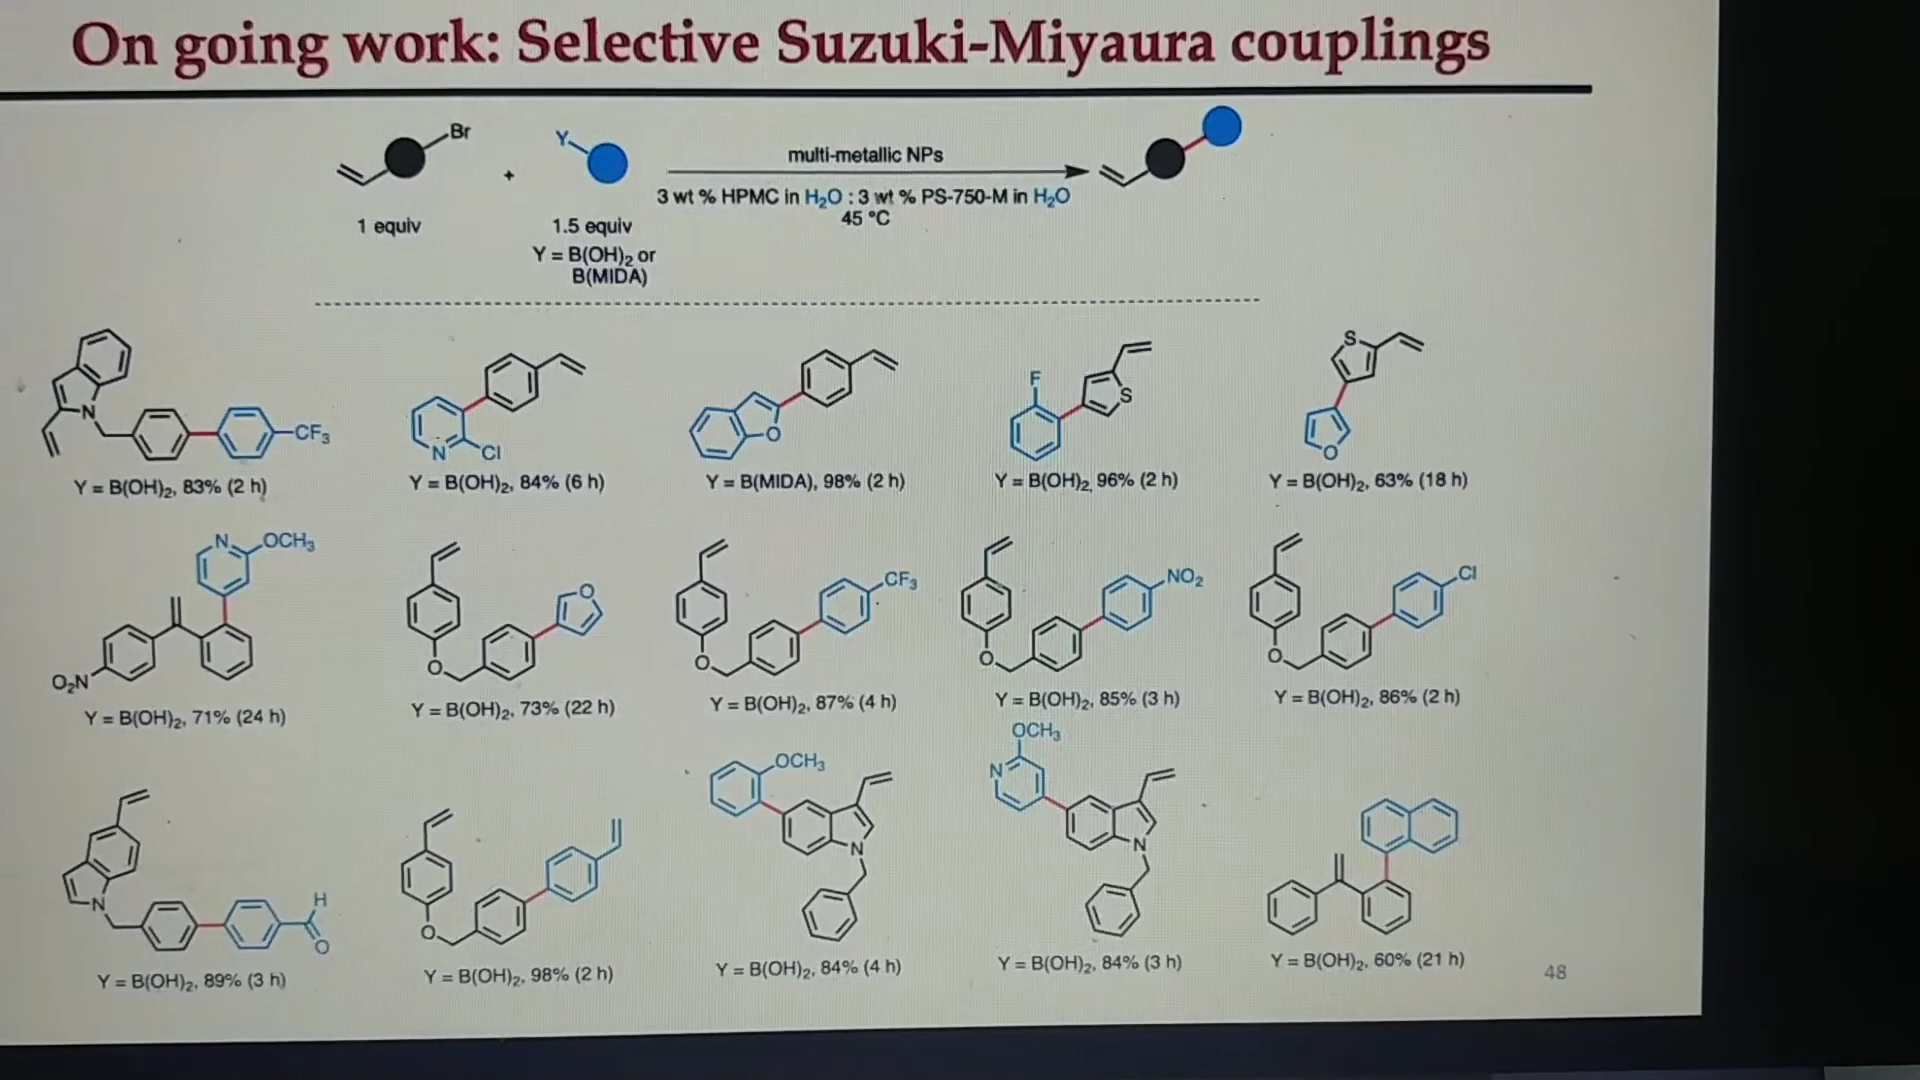 On going work: Selective Suzuki-Miyaura couplings
Br
Y
+
multi-metallic NPs
3 wt % HPMC in H₂O : 3 wt % PS-750-M in H₂O
45 °C
1 equiv
1.5 equiv
Y = B(OH)₂ or
B(MIDA)
N
CF₃
Y = B(OH)₂, 83% (2 h)
N
Cl
Y = B(OH)₂, 84% (6 h)
O
Y = B(MIDA), 98% (2 h)
F
S
Y = B(OH)₂, 96% (2 h)
S
O
Y = B(OH)₂, 63% (18 h)
N
OCH₃
O₂N
Y = B(OH)₂, 71% (24 h)
O
O
Y = B(OH)₂, 73% (22 h)
CF₃
O
Y = B(OH)₂, 87% (4 h)
NO₂
O
Y = B(OH)₂, 85% (3 h)
Cl
O
Y = B(OH)₂, 86% (2 h)
N
H
O
Y = B(OH)₂, 89% (3 h)
O
Y = B(OH)₂, 98% (2 h)
OCH₃
N
Y = B(OH)₂, 84% (4 h)
OCH₃
N
N
Y = B(OH)₂, 84% (3 h)
Y = B(OH)₂, 60% (21 h)
48